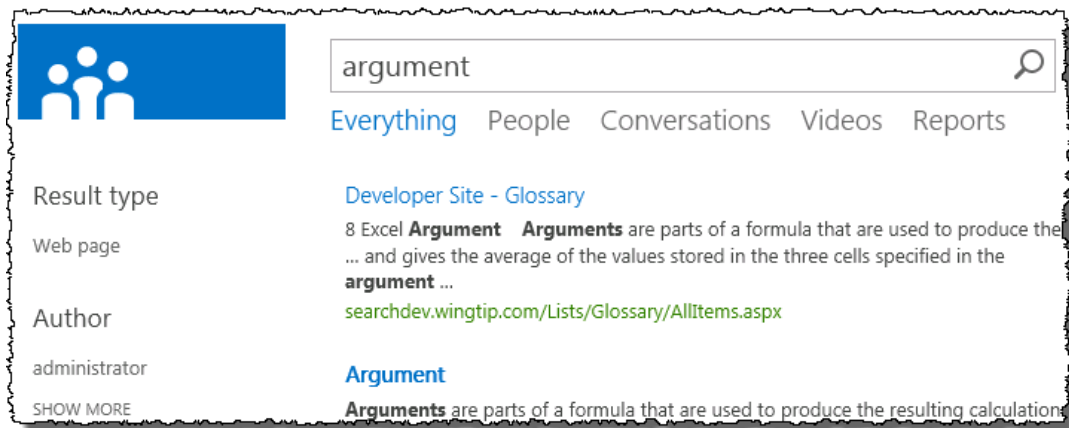 argument
Everything People Conversations Videos Reports
Result type
Web page
Author
administrator
SHOW MORE
Developer Site - Glossary
8 Excel Argument Arguments are parts of a formula that are used to produce the
... and gives the average of the values stored in the three cells specified in the
argument ...
searchdev.wingtip.com/Lists/Glossary/AllItems.aspx
Argument
Arguments are parts of a formula that are used to produce the resulting calculation